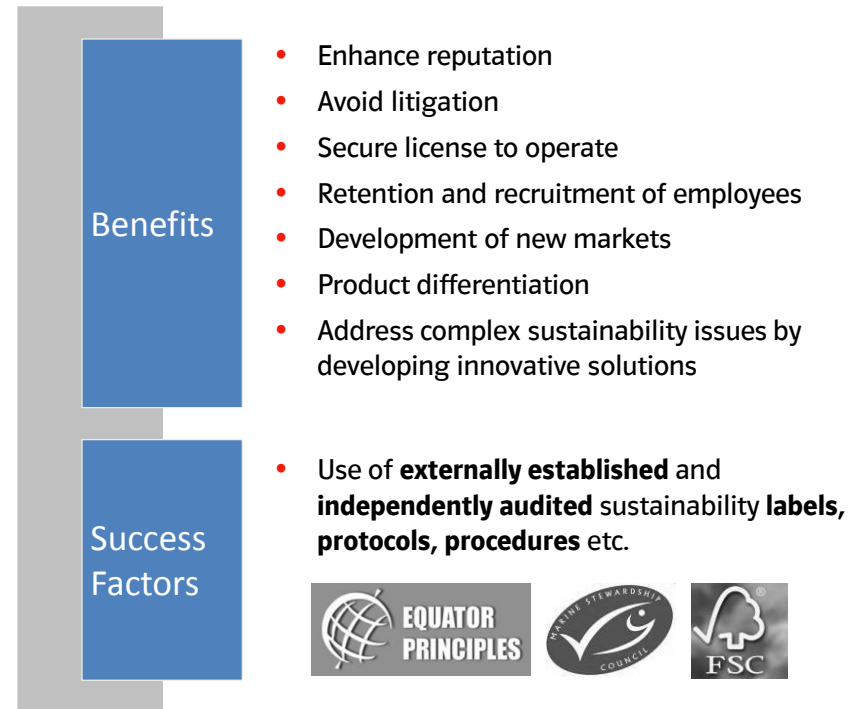 Benefits
• Enhance reputation
• Avoid litigation
• Secure license to operate
• Retention and recruitment of employees
• Development of new markets
• Product differentiation
• Address complex sustainability issues by
developing innovative solutions
Success
Factors
• Use of externally established and
independently audited sustainability labels,
protocols, procedures etc.
EQUATOR
PRINCIPLES
MARINE STEWARDSHIP
COUNCIL
®
FSC